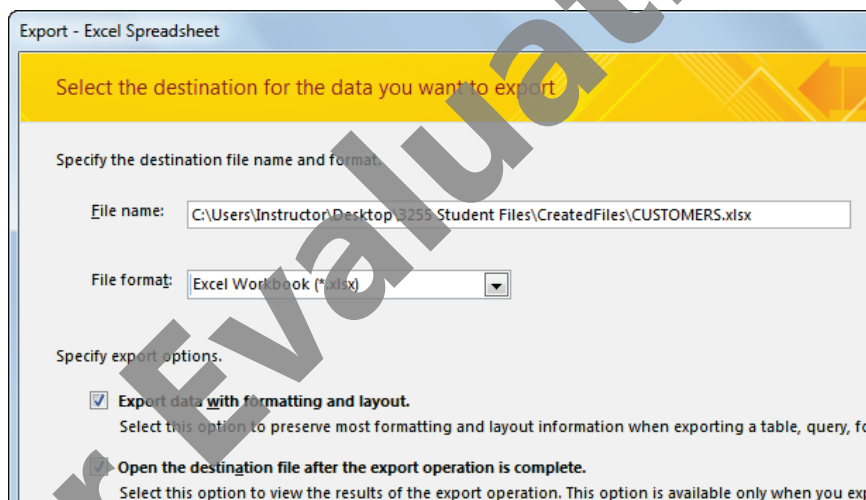 Export - Excel Spreadsheet
Select the destination for the data you want to export
Specify the destination file name and format.
File name: C:\Users\Instructor\Desktop\3255 Student Files\CreatedFiles\CUSTOMERS.xlsx
File format: Excel Workbook (*.xlsx)
Specify export options.
Export data with formatting and layout.
Select this option to preserve most formatting and layout information when exporting a table, query, fo
Open the destination file after the export operation is complete.
Select this option to view the results of the export operation. This option is available only when you ex
r Evaluati